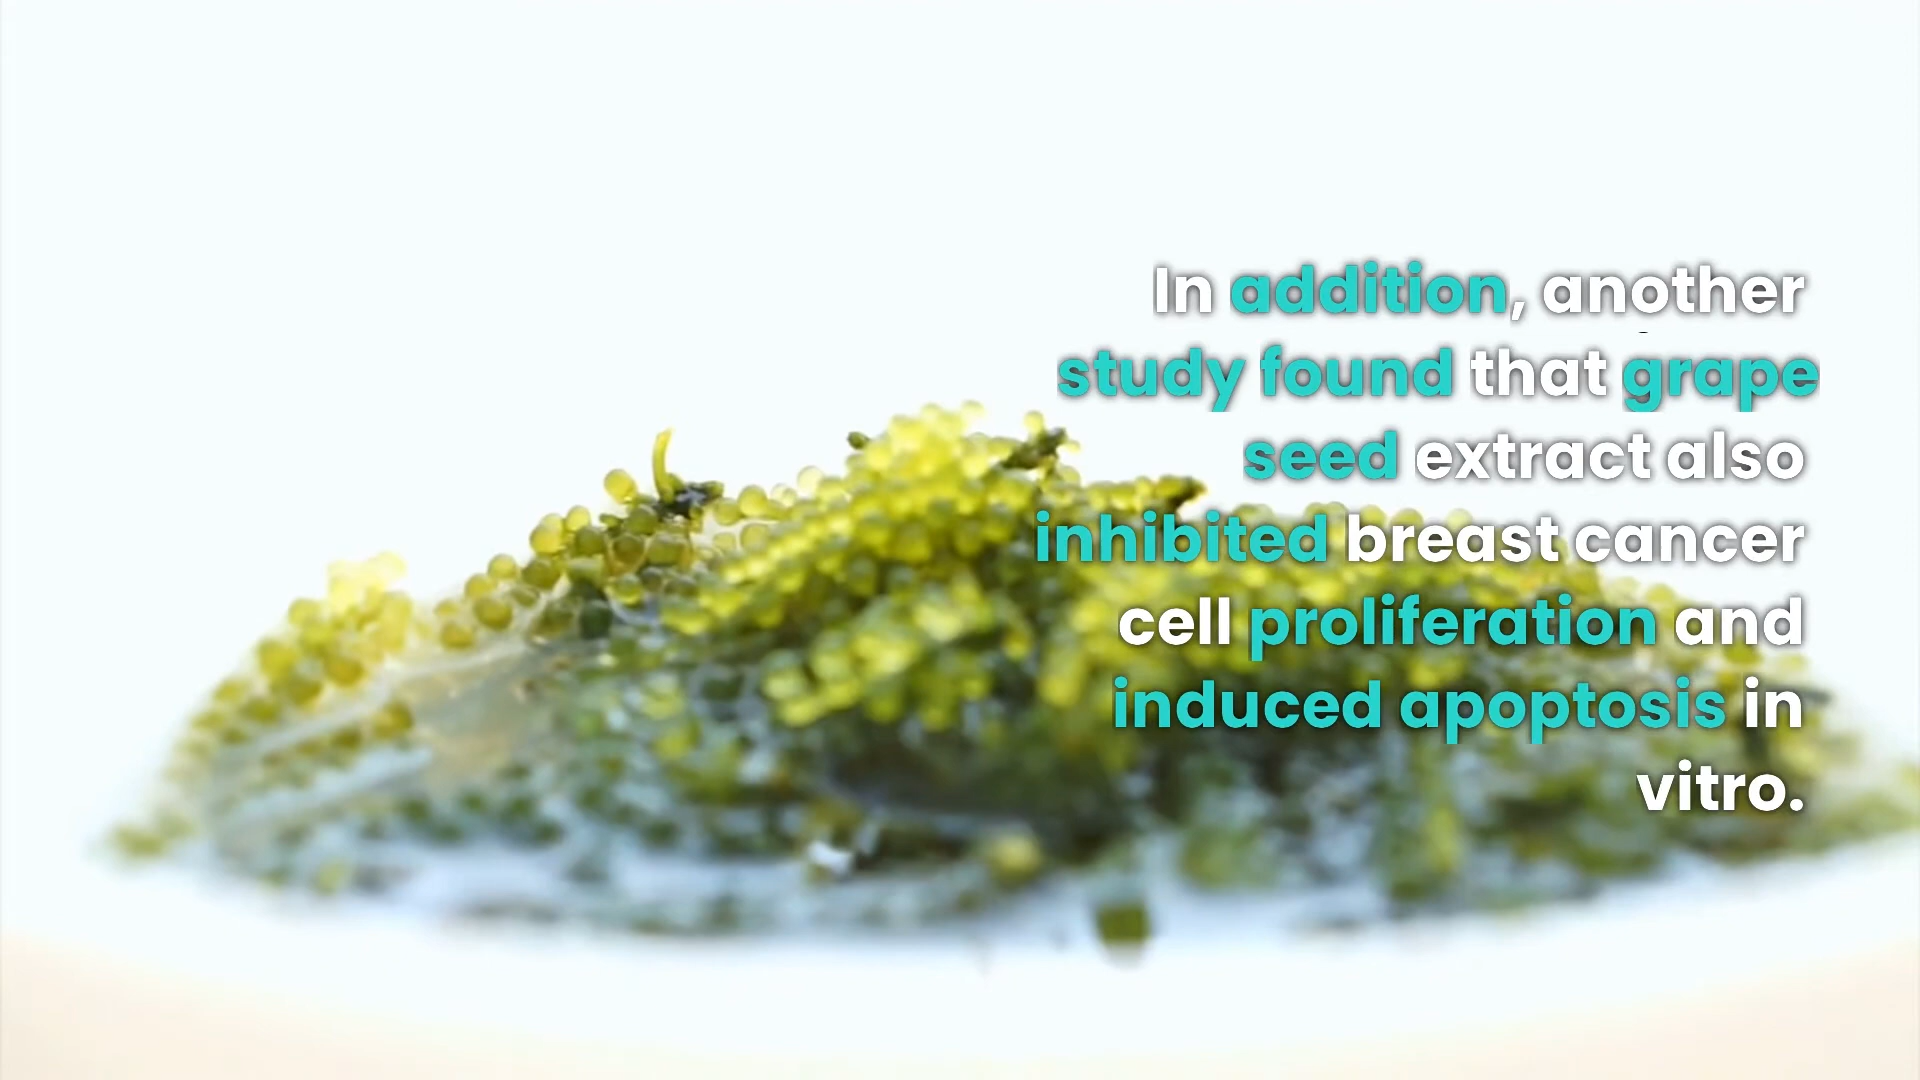 In addition, another
study found that grape
seed extract also
inhibited breast cancer
cell proliferation and
induced apoptosis in
vitro.